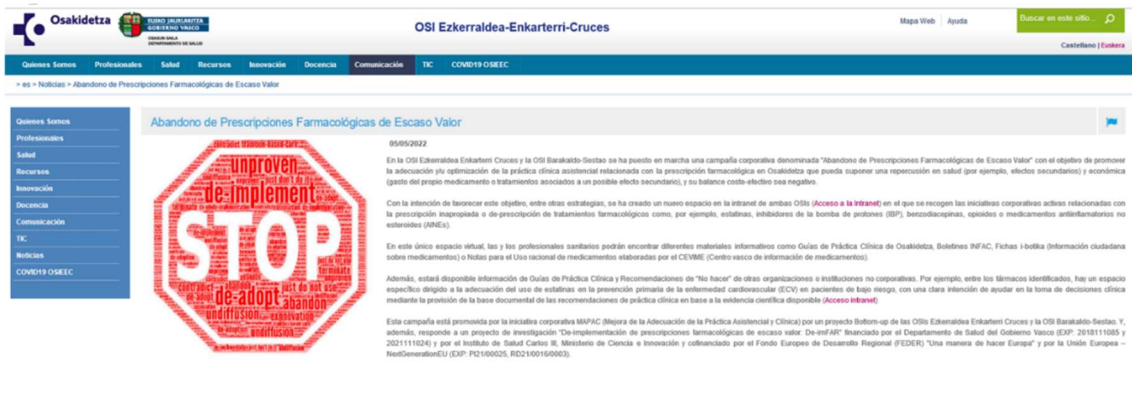 Osakidetza
EUSKO JAURLARITZA
GOBIERNO VASCO
OSASUN SAILA
DEPARTAMENTO DE SALUD
OSI Ezkerraldea-Enkarterri-Cruces
Mapa Web | Ayuda
Buscar en este sitio...
Castellano | Euskera
Quienes Somos Profesionales Salud Recursos Innovación Docencia Comunicación TIC COVID19 OSIEEC
> es > Noticias > Abandono de Prescripciones Farmacológicas de Escaso Valor
Quienes Somos
Profesionales
Salud
Recursos
Innovación
Docencia
Comunicación
TIC
Noticias
COVID19 OSIEEC
Abandono de Prescripciones Farmacológicas de Escaso Valor
contradict tradition-based-care
unproven
de-implement
STOP
contradict abandon just do not use
de-adopt abandon
undiffusion exnovation
undiffusion
05/05/2022
En la OSI Ezkerraldea Enkarterri Cruces y la OSI Barakaldo-Sestao se ha puesto en marcha una campaña corporativa denominada "Abandono de Prescripciones Farmacológicas de Escaso Valor" con el objetivo de promover
la adecuación y/u optimización de la práctica clínica asistencial relacionada con la prescripción farmacológica en Osakidetza que pueda suponer una repercusión en salud (por ejemplo, efectos secundarios) y económica
(gasto del propio medicamento o tratamientos asociados a un posible efecto secundario), y su balance coste-efectivo sea negativo.
Con la intención de favorecer este objetivo, entre otras estrategias, se ha creado un nuevo espacio en la intranet de ambas OSIs (Acceso a la intranet) en el que se recogen las iniciativas corporativas activas relacionadas con
la prescripción inapropiada o de-prescripción de tratamientos farmacológicos como, por ejemplo, estatinas, inhibidores de la bomba de protones (IBP), benzodiacepinas, opioides o medicamentos antiinflamatorios no
esteroides (AINEs).
En este único espacio virtual, las y los profesionales sanitarios podrán encontrar diferentes materiales informativos como Guías de Práctica Clínica de Osakidetza, Boletines INFAC, Fichas i-botika (Información ciudadana
sobre medicamentos) o Notas para el Uso racional de medicamentos elaboradas por el CEVIME (Centro vasco de información de medicamentos).
Además, estará disponible información de Guías de Práctica Clínica y Recomendaciones de "No hacer" de otras organizaciones e instituciones no corporativas. Por ejemplo, entre los fármacos identificados, hay un espacio
específico dirigido a la adecuación del uso de estatinas en la prevención primaria de la enfermedad cardiovascular (ECV) en pacientes de bajo riesgo, con una clara intención de ayudar en la toma de decisiones clínica
mediante la provisión de la base documental de las recomendaciones de práctica clínica en base a la evidencia científica disponible (Acceso intranet)
Esta campaña está promovida por la iniciativa corporativa MAPAC (Mejora de la Adecuación de la Práctica Asistencial y Clínica) por un proyecto Bottom-up de las OSIs Ezkerraldea Enkarterri Cruces y la OSI Barakaldo-Sestao. Y,
además, responde a un proyecto de investigación "De-implementación de prescripciones farmacológicas de escaso valor: De-imFAR" financiado por el Departamento de Salud del Gobierno Vasco (EXP: 2018111085 y
2021111024) y por el Instituto de Salud Carlos III, Ministerio de Ciencia e Innovación y cofinanciado por el Fondo Europeo de Desarrollo Regional (FEDER) "Una manera de hacer Europa" y por la Unión Europea –
NextGenerationEU (EXP: PI21/00025, RD21/0016/0003).